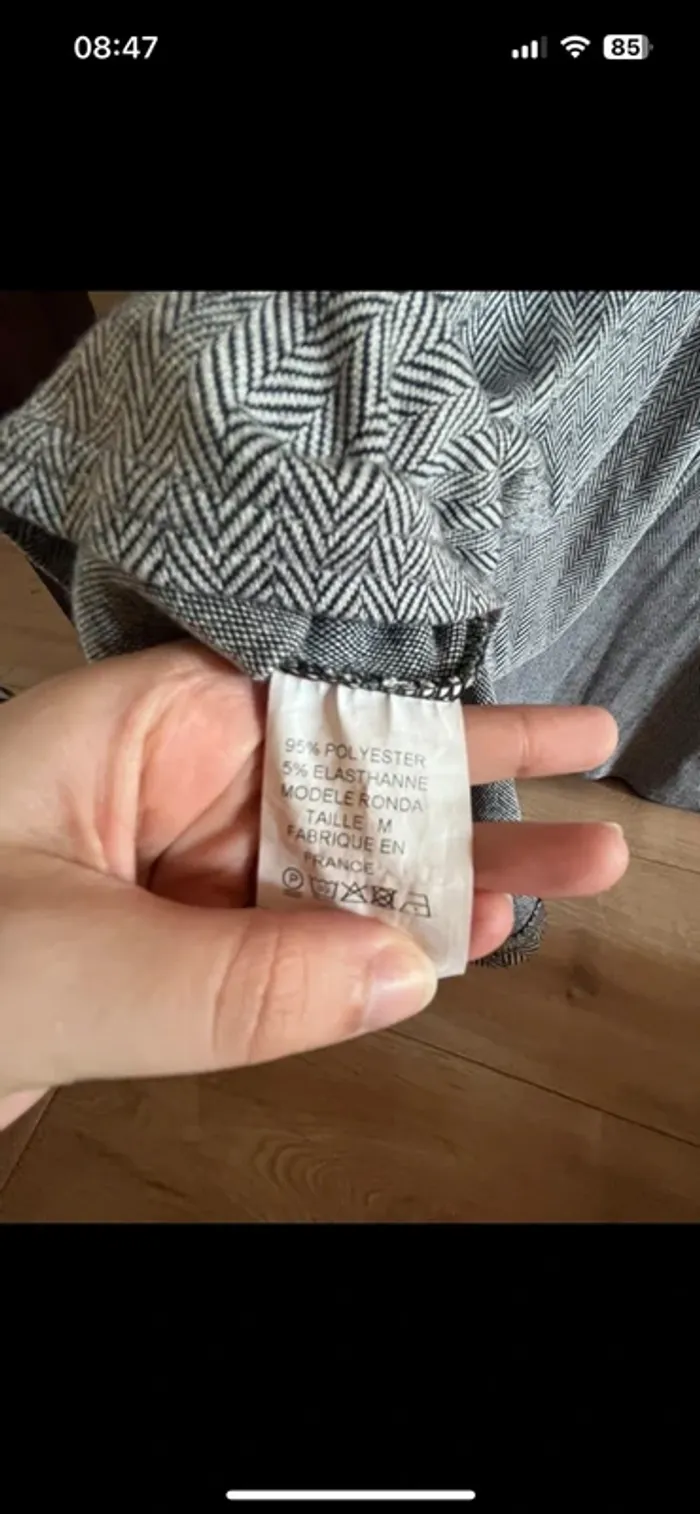 08:47
85
95% POLYESTER
5% ELASTHANNE
MODELE RONDA
TAILLE M
FABRIQUE EN
FRANCE
P